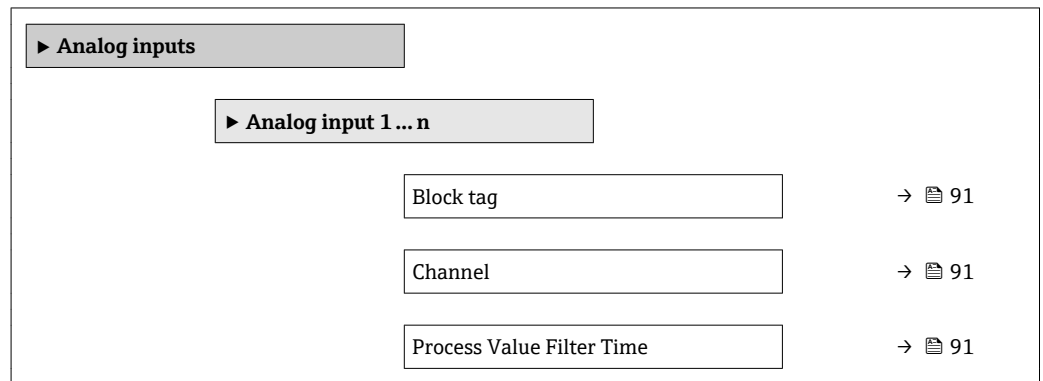 ▶ Analog inputs
▶ Analog input 1 … n
Block tag → 91
Channel → 91
Process Value Filter Time → 91